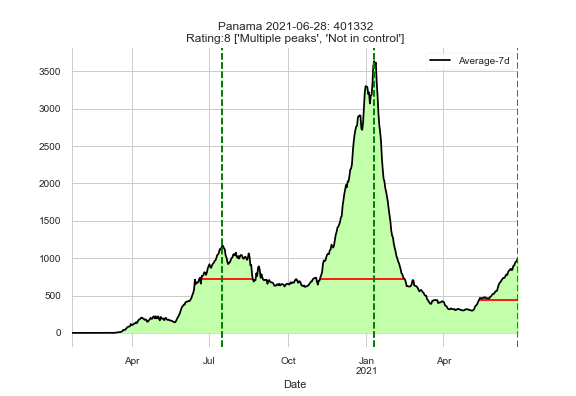 Panama 2021-06-28: 401332
Rating:8 ['Multiple peaks', 'Not in control']
Average-7d
3500
3000
2500
2000
1500
1000
500
0
Apr
Jul
Oct
Jan
2021
Apr
Date